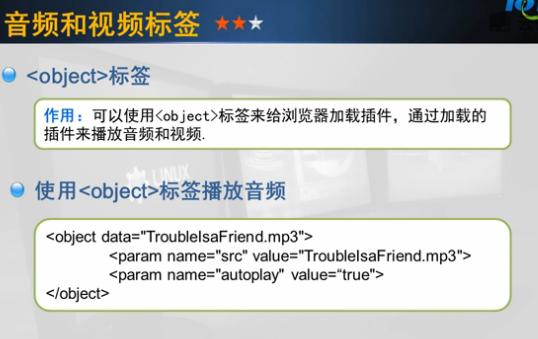 音频和视频标签
<object>标签
作用：可以使用<object>标签来给浏览器加载插件，通过加载的
插件来播放音频和视频.
LINUX
使用<object>标签播放音频
<object data="TroubleIsaFriend.mp3">
<param name="src" value="TroubleIsaFriend.mp3">
<param name="autoplay" value=“true">
</object>